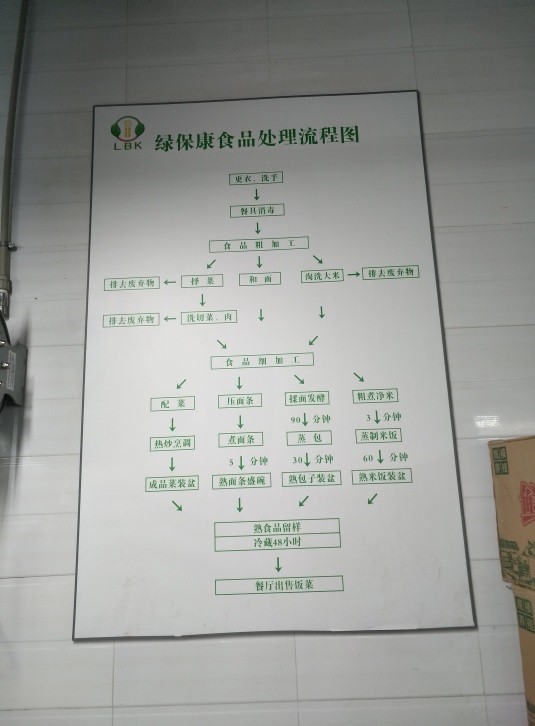 LBK
绿保康食品处理流程图
更衣、洗手
餐具消毒
食品粗加工
排去废弃物 择菜 和面 淘洗大米 排去废弃物
排去废弃物 洗切菜、肉
食品细加工
配菜 压面条 揉面发酵 粗煮净米
90 分钟 3 分钟
热炒烹调 煮面条 蒸包 蒸制米饭
5 分钟 30 分钟 60 分钟
成品菜装盆 熟面条盛碗 熟包子装盆 熟米饭装盆
熟食品留样
冷藏48小时
餐厅出售饭菜